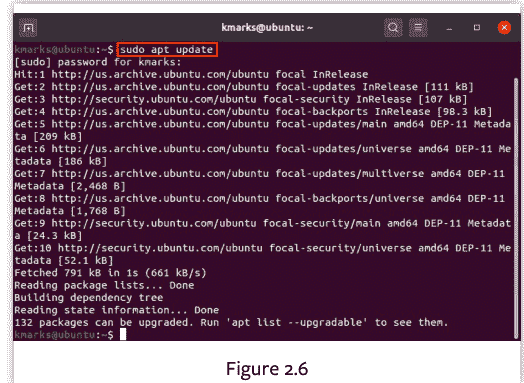 kmarks@ubuntu: ~
kmarks@ubuntu:~$ sudo apt update
[sudo] password for kmarks:
Hit:1 http://us.archive.ubuntu.com/ubuntu focal InRelease
Get:2 http://us.archive.ubuntu.com/ubuntu focal-updates InRelease [111 kB]
Get:3 http://security.ubuntu.com/ubuntu focal-security InRelease [107 kB]
Get:4 http://us.archive.ubuntu.com/ubuntu focal-backports InRelease [98.3 kB]
Get:5 http://us.archive.ubuntu.com/ubuntu focal-updates/main amd64 DEP-11 Metada
ta [209 kB]
Get:6 http://us.archive.ubuntu.com/ubuntu focal-updates/universe amd64 DEP-11 Me
tadata [186 kB]
Get:7 http://us.archive.ubuntu.com/ubuntu focal-updates/multiverse amd64 DEP-11
Metadata [2,468 B]
Get:8 http://us.archive.ubuntu.com/ubuntu focal-backports/universe amd64 DEP-11
Metadata [1,768 B]
Get:9 http://security.ubuntu.com/ubuntu focal-security/main amd64 DEP-11 Metadat
a [24.3 kB]
Get:10 http://security.ubuntu.com/ubuntu focal-security/universe amd64 DEP-11 Me
tadata [52.1 kB]
Fetched 791 kB in 1s (661 kB/s)
Reading package lists... Done
Building dependency tree
Reading state information... Done
132 packages can be upgraded. Run 'apt list --upgradable' to see them.
kmarks@ubuntu:~$
Figure 2.6